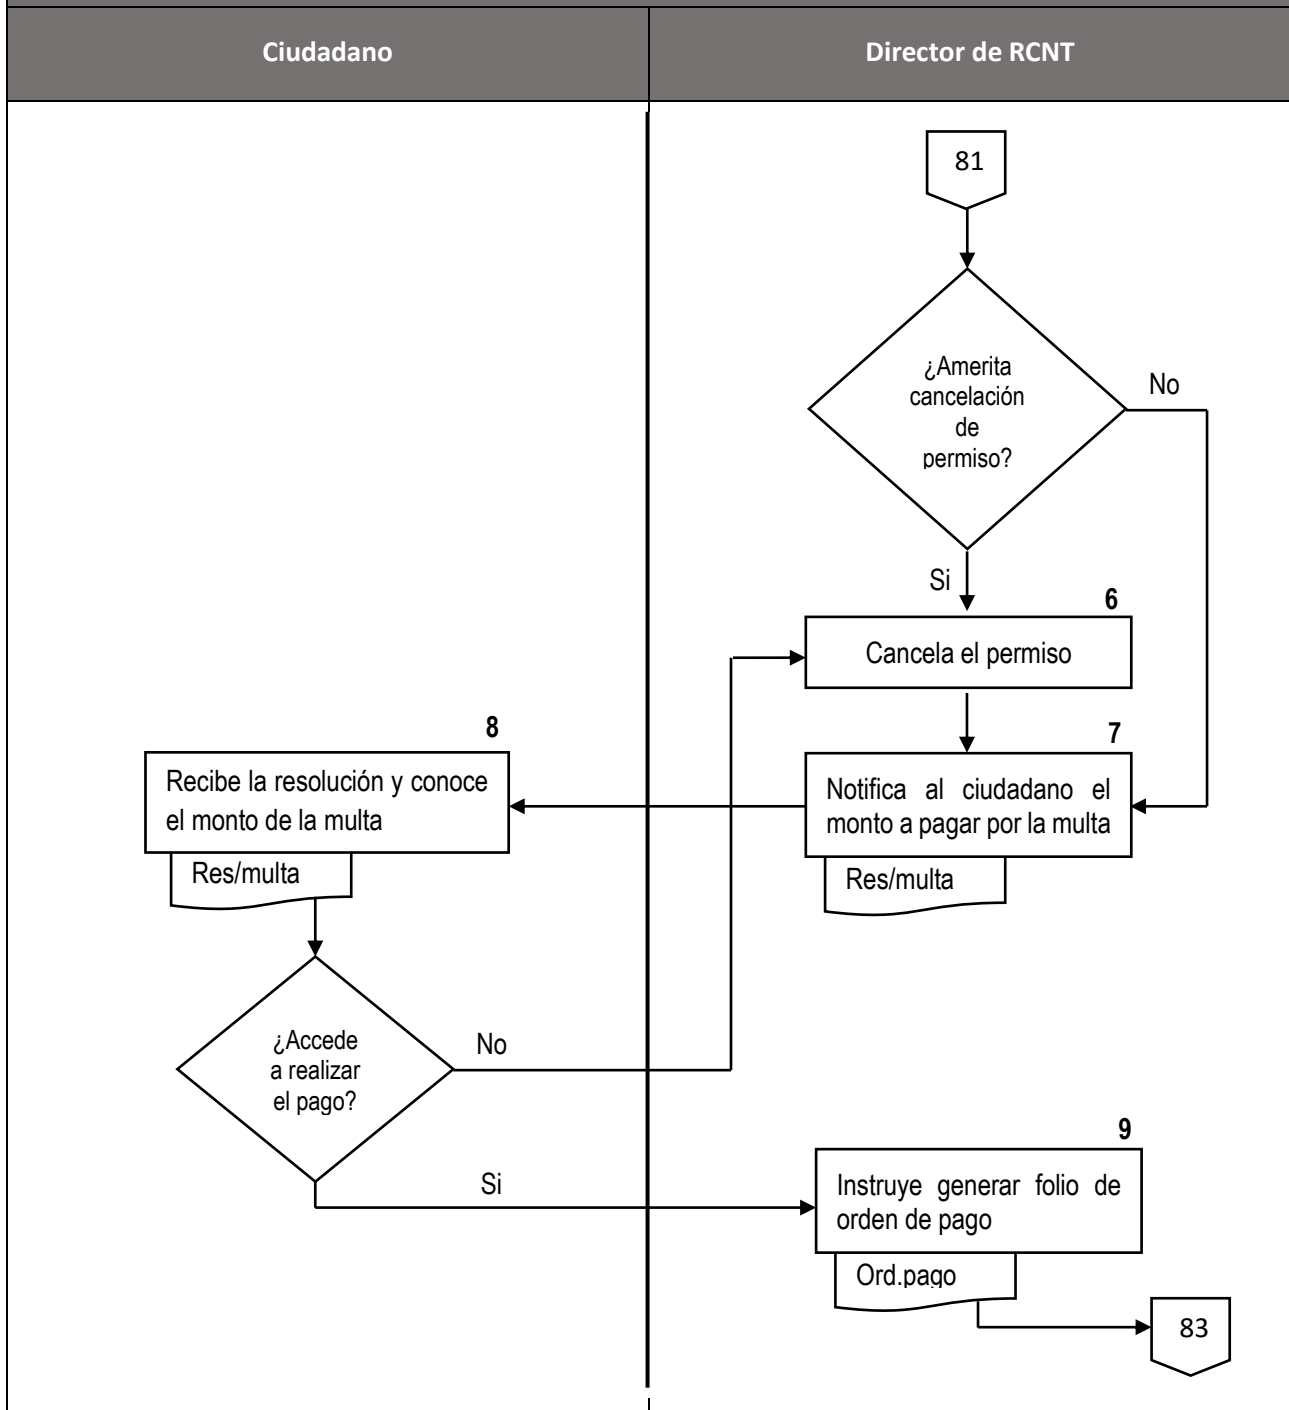 Ciudadano
Director de RCNT
81
¿Amerita
cancelación
de
permiso?
No
Si
6
Cancela el permiso
7
Notifica al ciudadano el
monto a pagar por la multa
Res/multa
8
Recibe la resolución y conoce
el monto de la multa
Res/multa
¿Accede
a realizar
el pago?
No
Si
9
Instruye generar folio de
orden de pago
Ord.pago
83